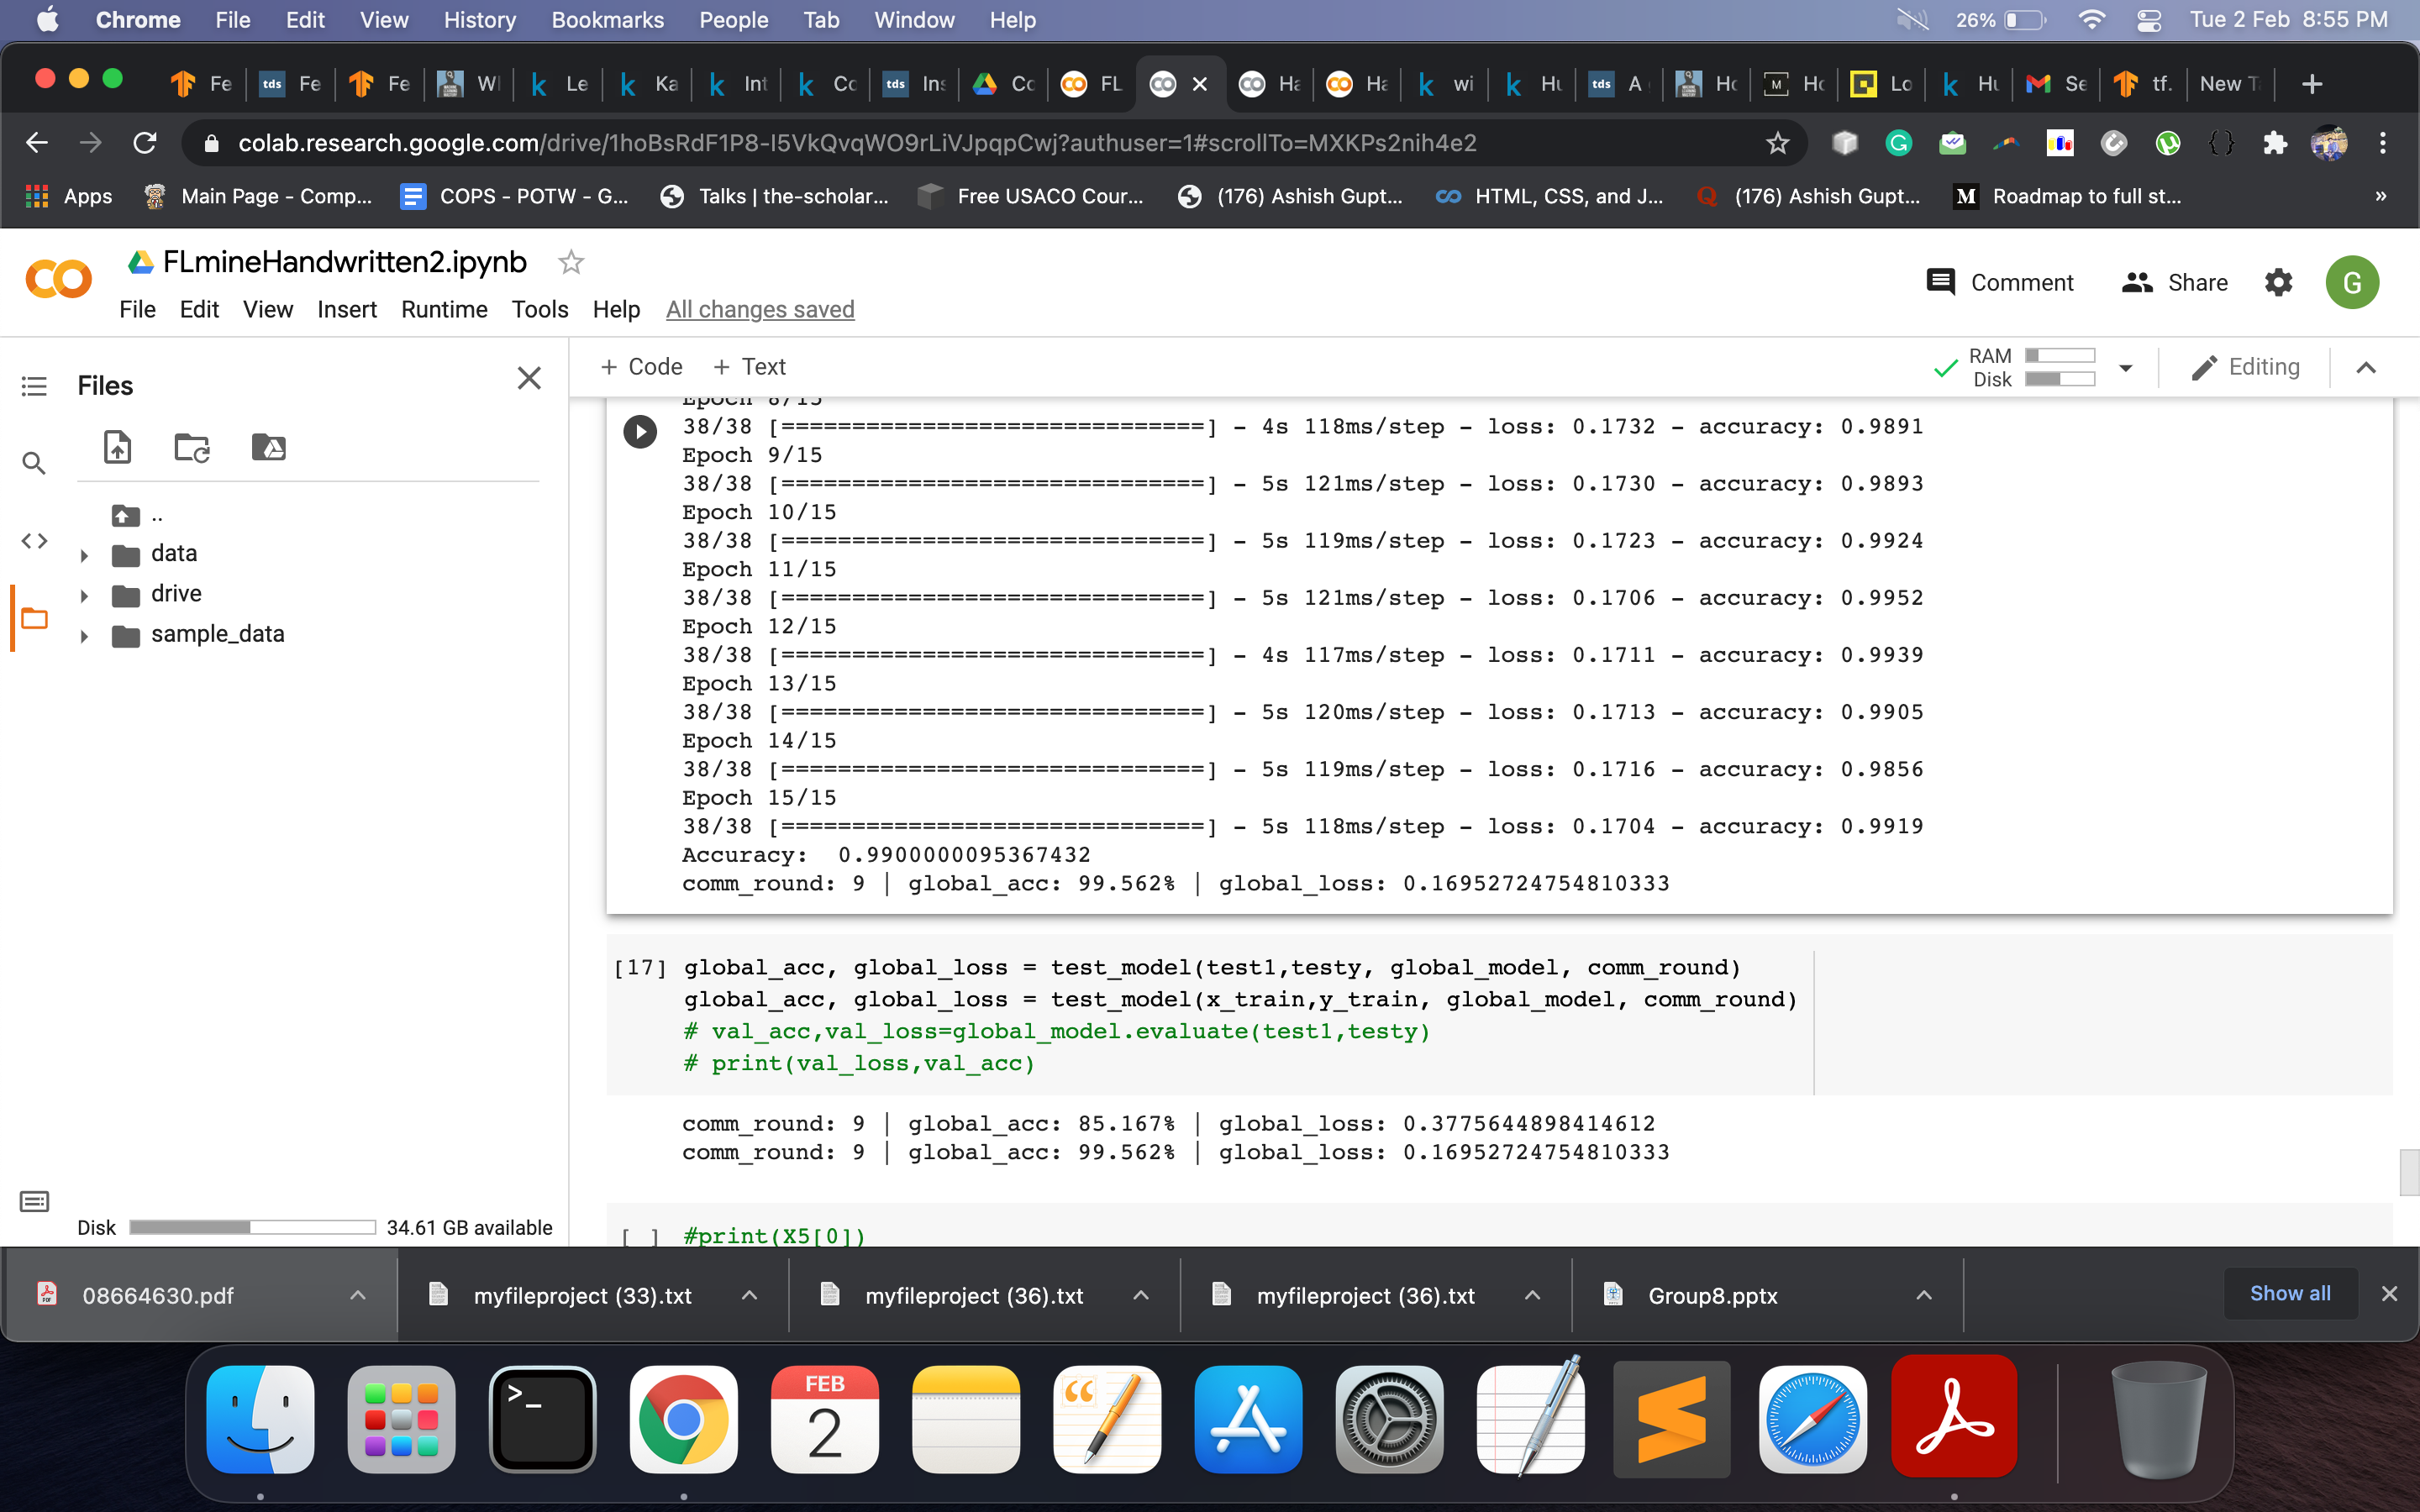 Chrome File Edit View History Bookmarks People Tab Window Help 26% Tue 2 Feb 8:55 PM
Fe tds Fe Fe Wl k Le k Ka k Int k Cc tds Ins Cc FL Ha Ha k wi k Hu tds A Hc M Hc Lo k Hu Se tf. New T
colab.research.google.com/drive/1hoBsRdF1P8-I5VkQvqWO9rLiVJpqpCwj?authuser=1#scrollTo=MXKPs2nih4e2
Apps Main Page - Comp... COPS - POTW - G... Talks | the-scholar... Free USACO Cour... (176) Ashish Gupt... HTML, CSS, and J... (176) Ashish Gupt... Roadmap to full st... »
FLmineHandwritten2.ipynb
File Edit View Insert Runtime Tools Help All changes saved
Comment Share G
Files
+ Code + Text
RAM
Disk
Editing
..
data
drive
sample_data
Disk 34.61 GB available
Epoch 8/15
38/38 [==============================] - 4s 118ms/step - loss: 0.1732 - accuracy: 0.9891
Epoch 9/15
38/38 [==============================] - 5s 121ms/step - loss: 0.1730 - accuracy: 0.9893
Epoch 10/15
38/38 [==============================] - 5s 119ms/step - loss: 0.1723 - accuracy: 0.9924
Epoch 11/15
38/38 [==============================] - 5s 121ms/step - loss: 0.1706 - accuracy: 0.9952
Epoch 12/15
38/38 [==============================] - 4s 117ms/step - loss: 0.1711 - accuracy: 0.9939
Epoch 13/15
38/38 [==============================] - 5s 120ms/step - loss: 0.1713 - accuracy: 0.9905
Epoch 14/15
38/38 [==============================] - 5s 119ms/step - loss: 0.1716 - accuracy: 0.9856
Epoch 15/15
38/38 [==============================] - 5s 118ms/step - loss: 0.1704 - accuracy: 0.9919
Accuracy:  0.9900000095367432
comm_round: 9 | global_acc: 99.562% | global_loss: 0.16952724754810333
[17] global_acc, global_loss = test_model(test1,testy, global_model, comm_round)
global_acc, global_loss = test_model(x_train,y_train, global_model, comm_round)
# val_acc,val_loss=global_model.evaluate(test1,testy)
# print(val_loss,val_acc)
comm_round: 9 | global_acc: 85.167% | global_loss: 0.3775644898414612
comm_round: 9 | global_acc: 99.562% | global_loss: 0.16952724754810333
[ ] #print(X5[0])
08664630.pdf myfileproject (33).txt myfileproject (36).txt myfileproject (36).txt Group8.pptx Show all
FEB
2